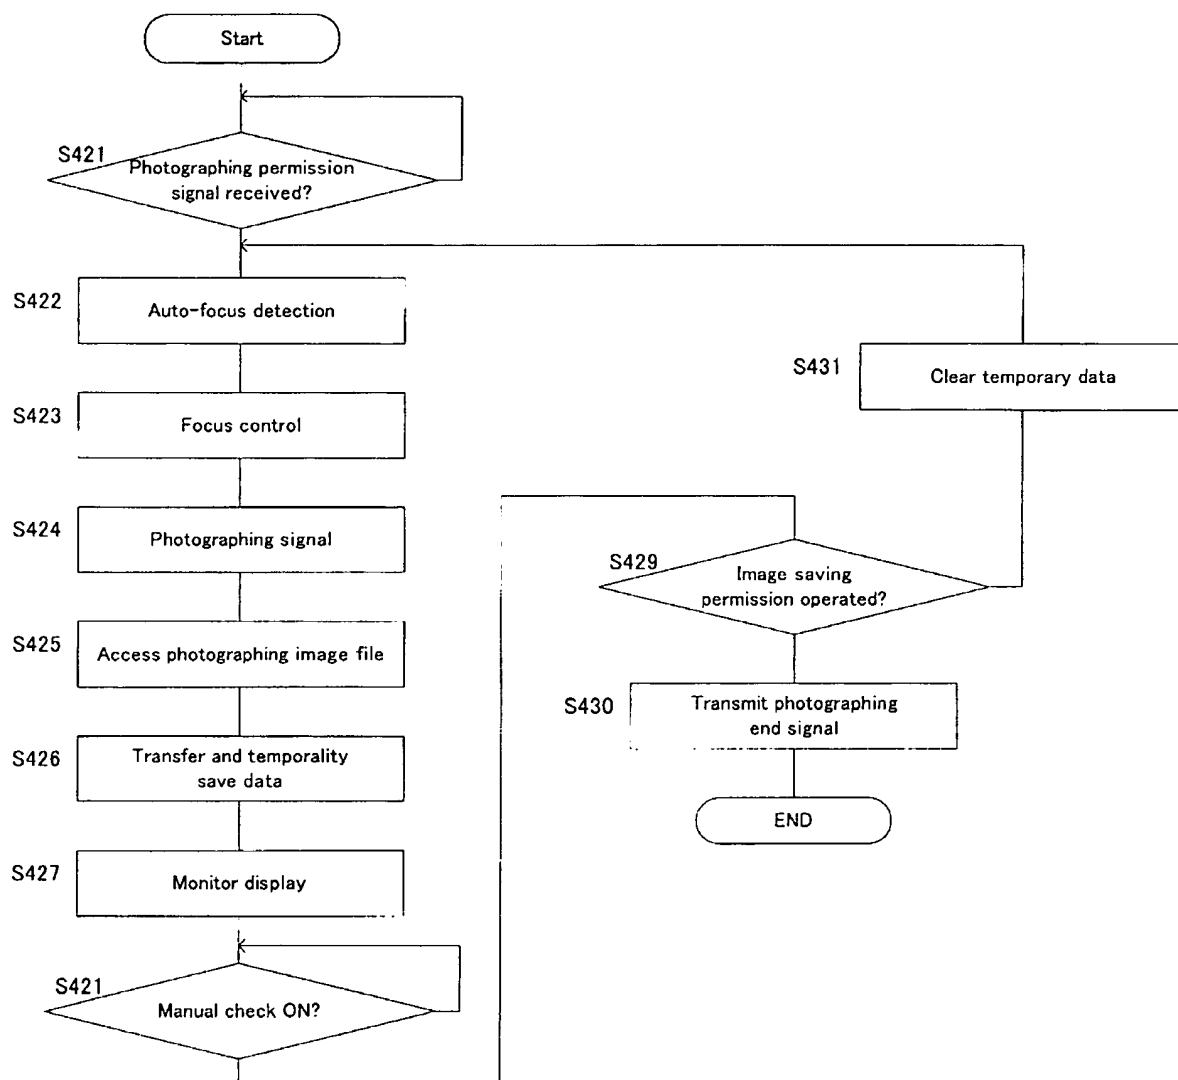 Start
S421
Photographing permission
signal received?
S422
Auto-focus detection
S423
Focus control
S424
Photographing signal
S425
Access photographing image file
S426
Transfer and temporality
save data
S427
Monitor display
S421
Manual check ON?
S431
Clear temporary data
S429
Image saving
permission operated?
S430
Transmit photographing
end signal
END